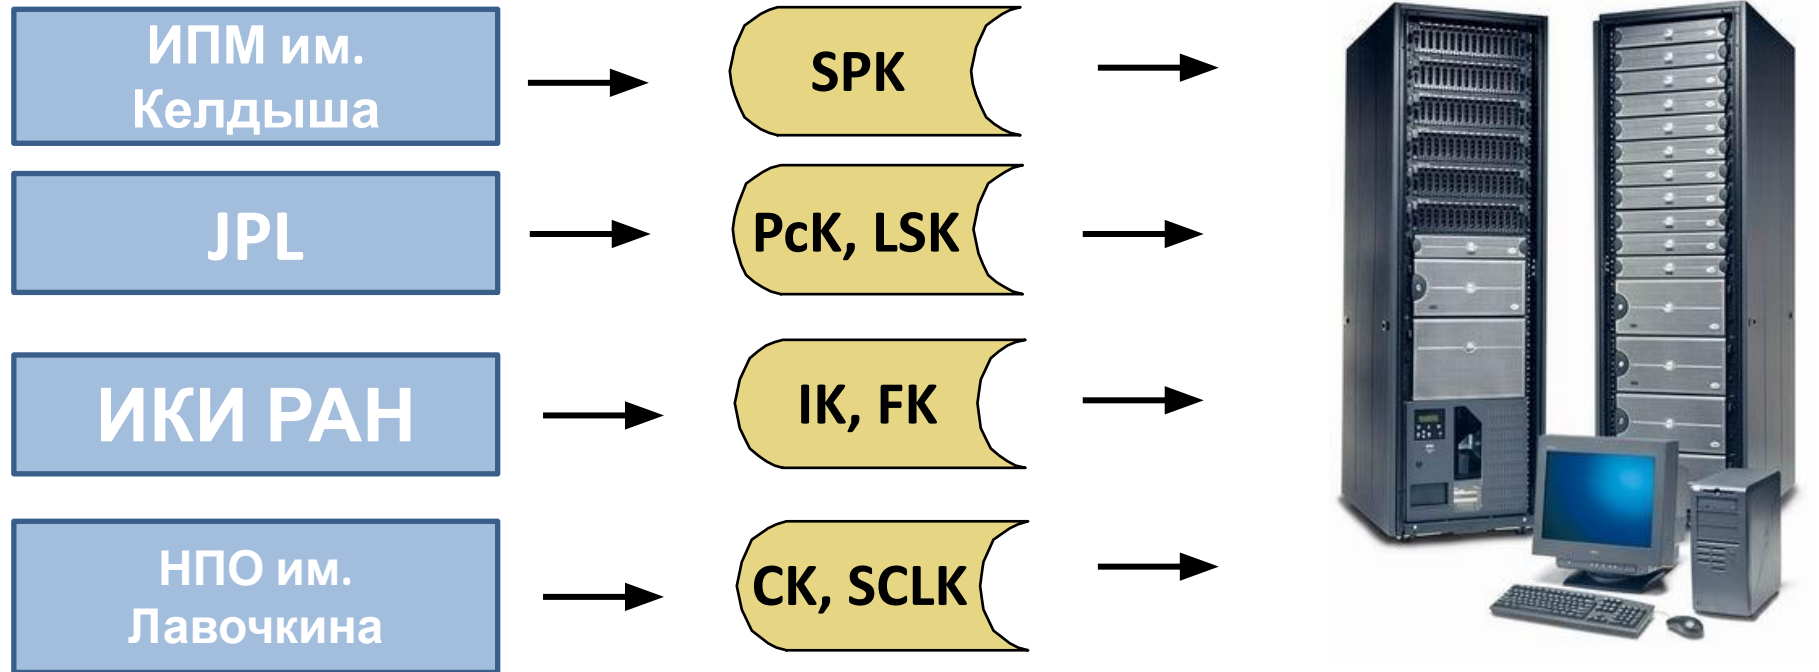 ИПМ им.
Келдыша
SPK
JPL
PcK, LSK
ИКИ РАН
IK, FK
НПО им.
Лавочкина
CK, SCLK